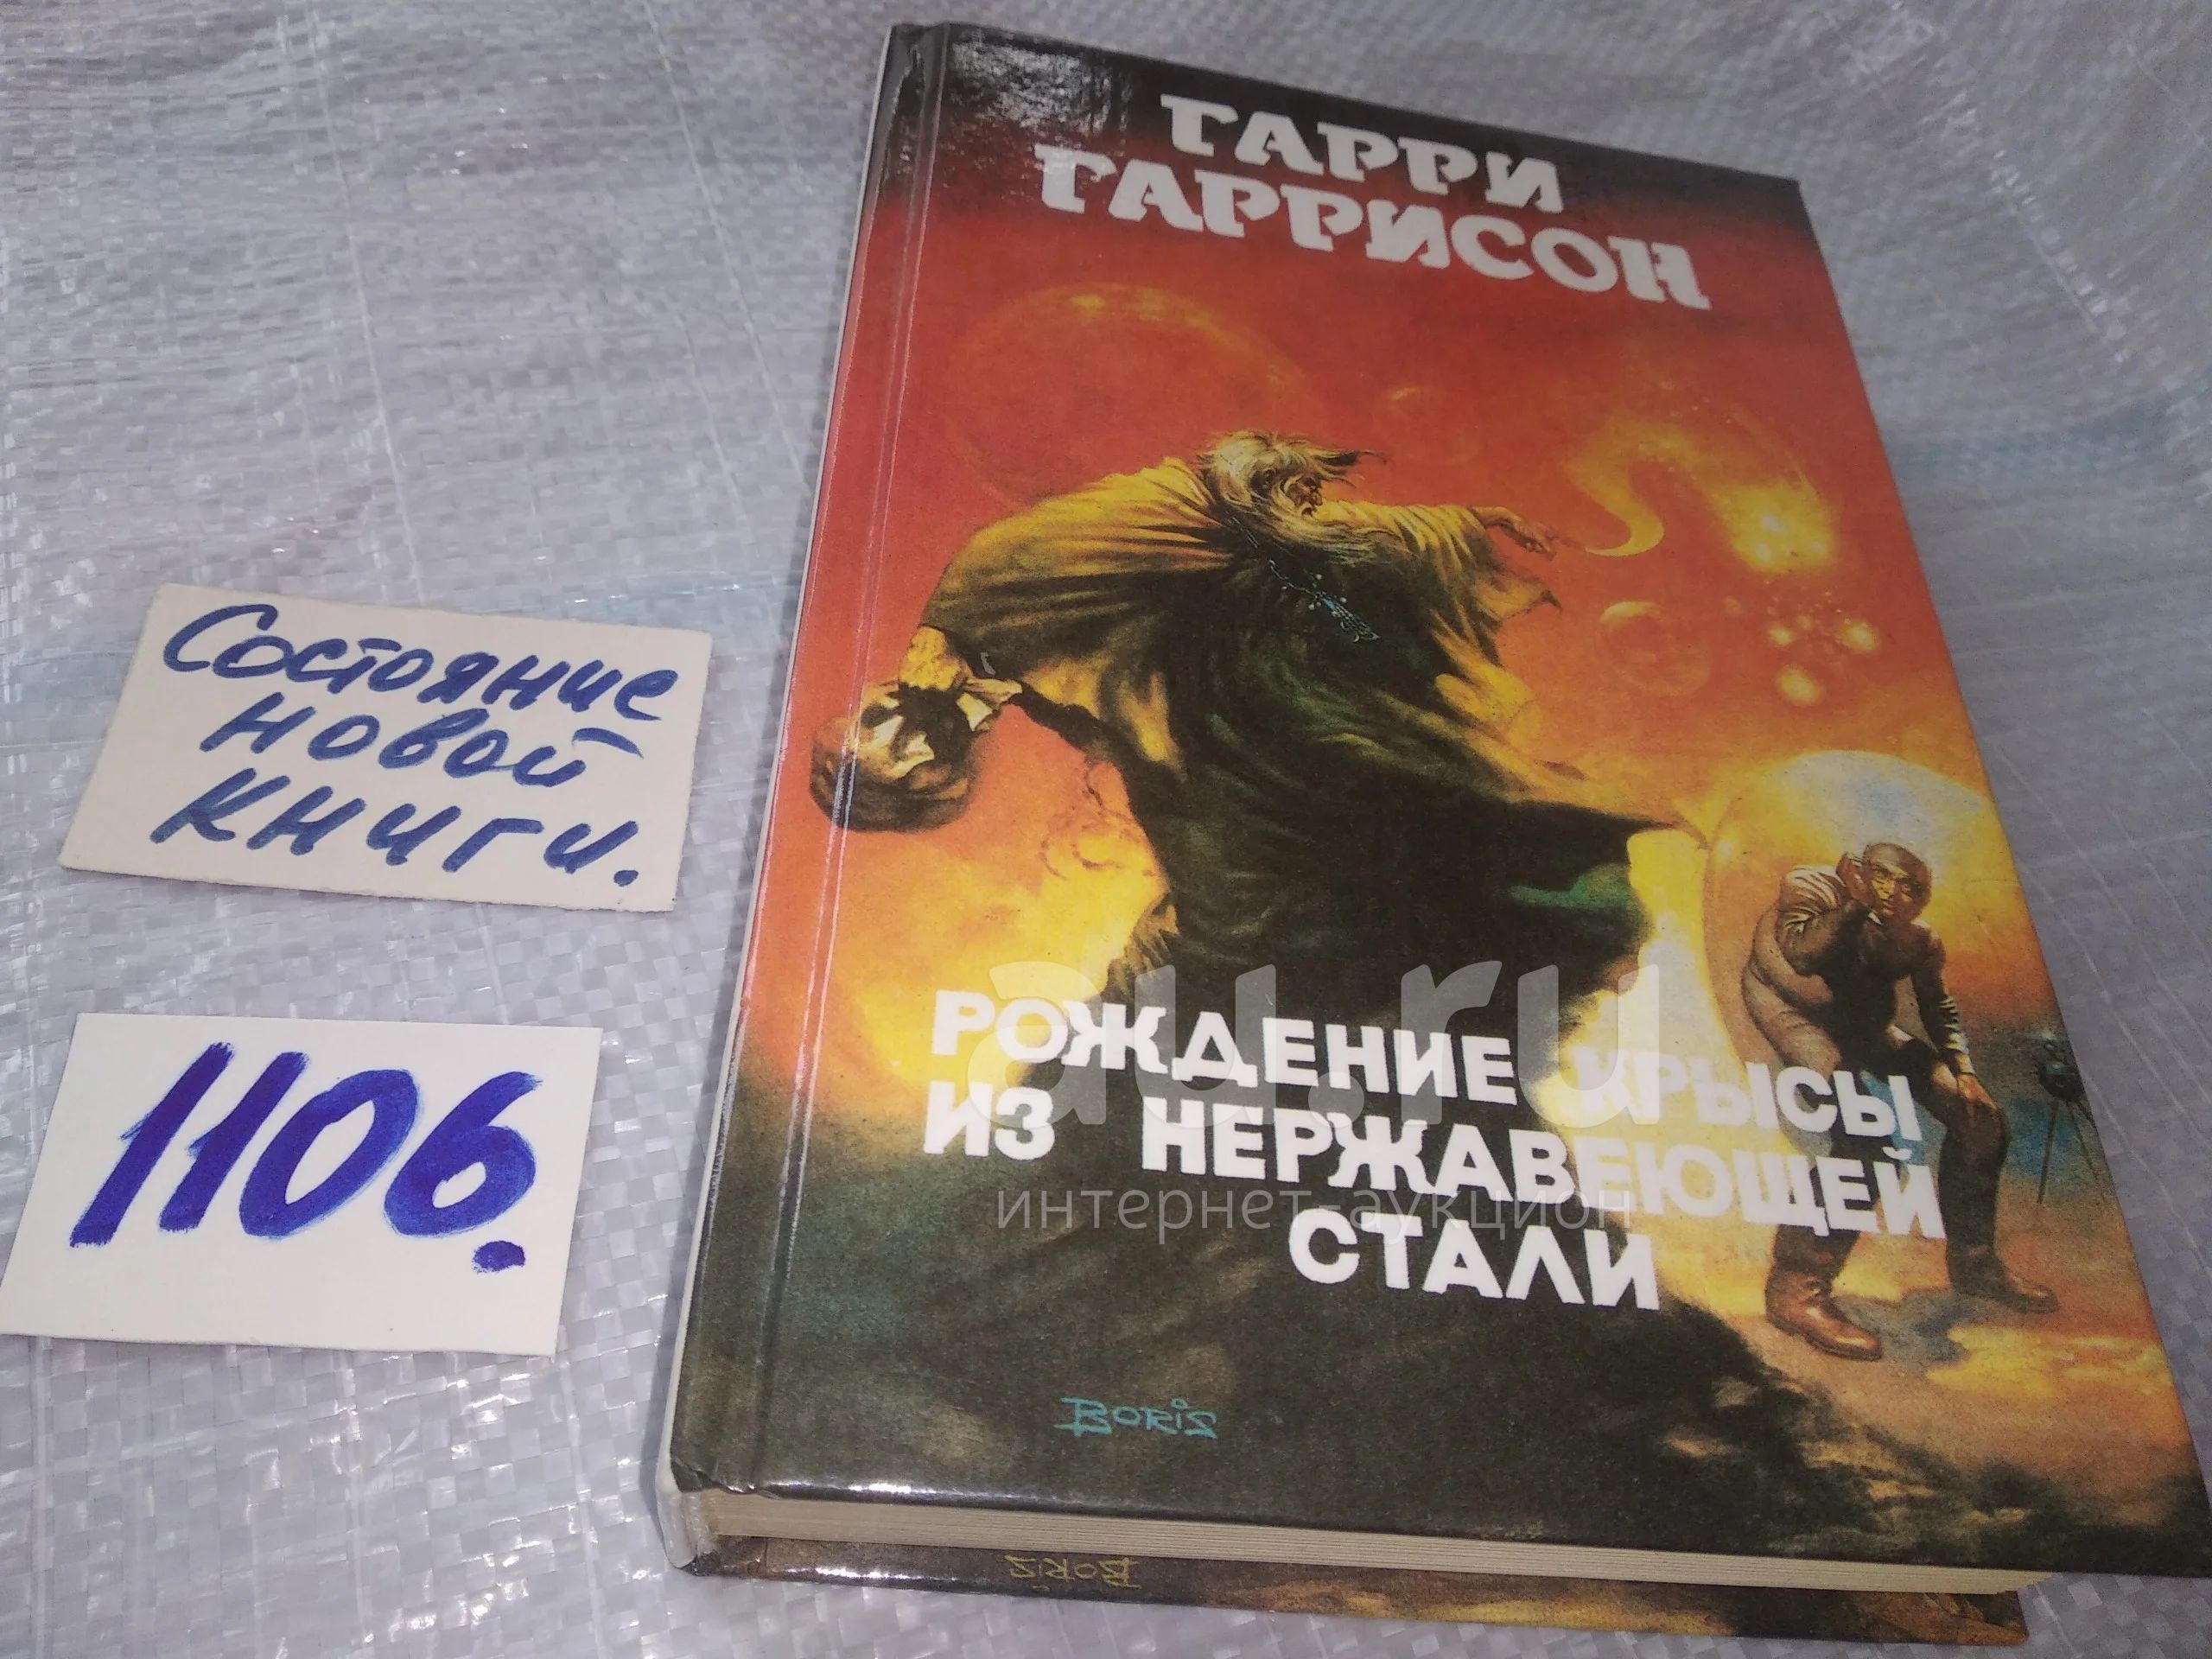 ГАРРИ
ГАРРИСОН
Состояние
новой
книги.
1106.
РОЖДЕНИЕ КРЫСЫ
ИЗ НЕРЖАВЕЮЩЕЙ
СТАЛИ
au.ru
интернет-аукцион
BORIS
BORIS